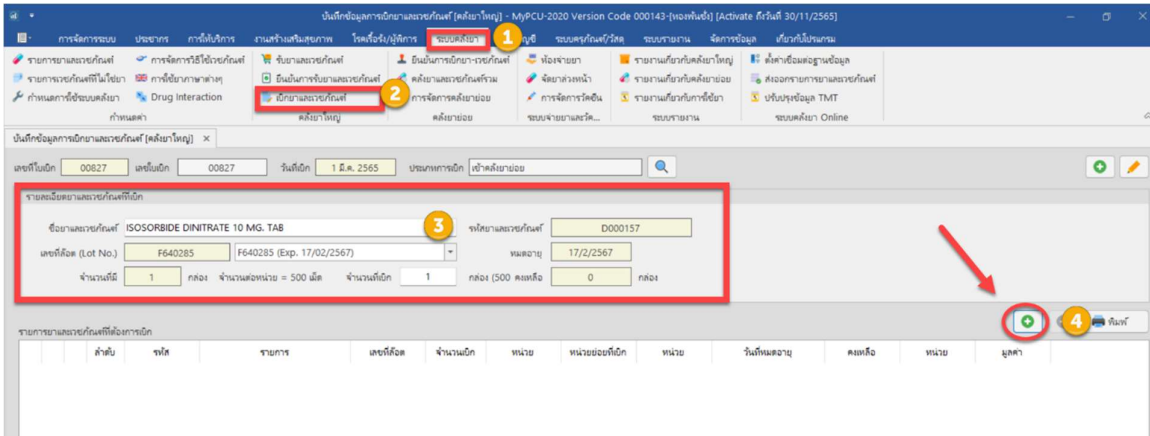 บันทึกข้อมูลการเบิกยาและเวชภัณฑ์ [คลังยาใหญ่] - MyPCU-2020 Version Code 000143-[หองพันชั่ง] [Activate ถึงวันที่ 30/11/2565]
การจัดการระบบ ประชากร การให้บริการ งานสร้างเสริมสุขภาพ โรคเรื้อรัง/ผู้พิการ ระบบคลังยา 1 ระบบครุภัณฑ์/วัสดุ ระบบรายงาน จัดการข้อมูล เกี่ยวกับโปรแกรม
รายการยาและเวชภัณฑ์ การจัดการวิธีใช้เวชภัณฑ์ รับยาและเวชภัณฑ์ ยืนยันการเบิกยา-เวชภัณฑ์ ห้องจ่ายยา รายงานเกี่ยวกับคลังยาใหญ่ ตั้งค่าเชื่อมต่อฐานข้อมูล
รายการเวชภัณฑ์ที่ไม่ใช่ยา การใช้ยาภาษาต่างๆ ยืนยันการรับยาและเวชภัณฑ์ คลังยาและเวชภัณฑ์รวม จัดยาล่วงหน้า รายงานเกี่ยวกับคลังยาย่อย ส่งออกรายการยาและเวชภัณฑ์
กำหนดการใช้ระบบคลังยา Drug Interaction เบิกยาและเวชภัณฑ์ 2 การจัดการคลังยาย่อย การจัดการวัคซีน รายงานเกี่ยวกับการใช้ยา ปรับปรุงข้อมูล TMT
กำหนดค่า คลังยาใหญ่ คลังยาย่อย ระบบจ่ายยาและวัค... ระบบรายงาน ระบบคลังยา Online
บันทึกข้อมูลการเบิกยาและเวชภัณฑ์ [คลังยาใหญ่] ×
เลขที่ใบเบิก 00827 เลขใบเบิก 00827 วันที่เบิก 1 มี.ค. 2565 ประเภทการเบิก เข้าคลังยาย่อย
รายละเอียดยาและเวชภัณฑ์ที่เบิก
ชื่อยาและเวชภัณฑ์ ISOSORBIDE DINITRATE 10 MG. TAB 3 รหัสยาและเวชภัณฑ์ D000157
เลขที่ล๊อต (Lot No.) F640285 F640285 (Exp. 17/02/2567) หมดอายุ 17/2/2567
จำนวนที่มี 1 กล่อง จำนวนต่อหน่วย = 500 เม็ด จำนวนที่เบิก 1 กล่อง (500 คงเหลือ 0 กล่อง
4 พิมพ์
รายการยาและเวชภัณฑ์ที่ต้องการเบิก
ลำดับ รหัส รายการ เลขที่ล๊อต จำนวนเบิก หน่วย หน่วยย่อยที่เบิก หน่วย วันที่หมดอายุ คงเหลือ หน่วย มูลค่า